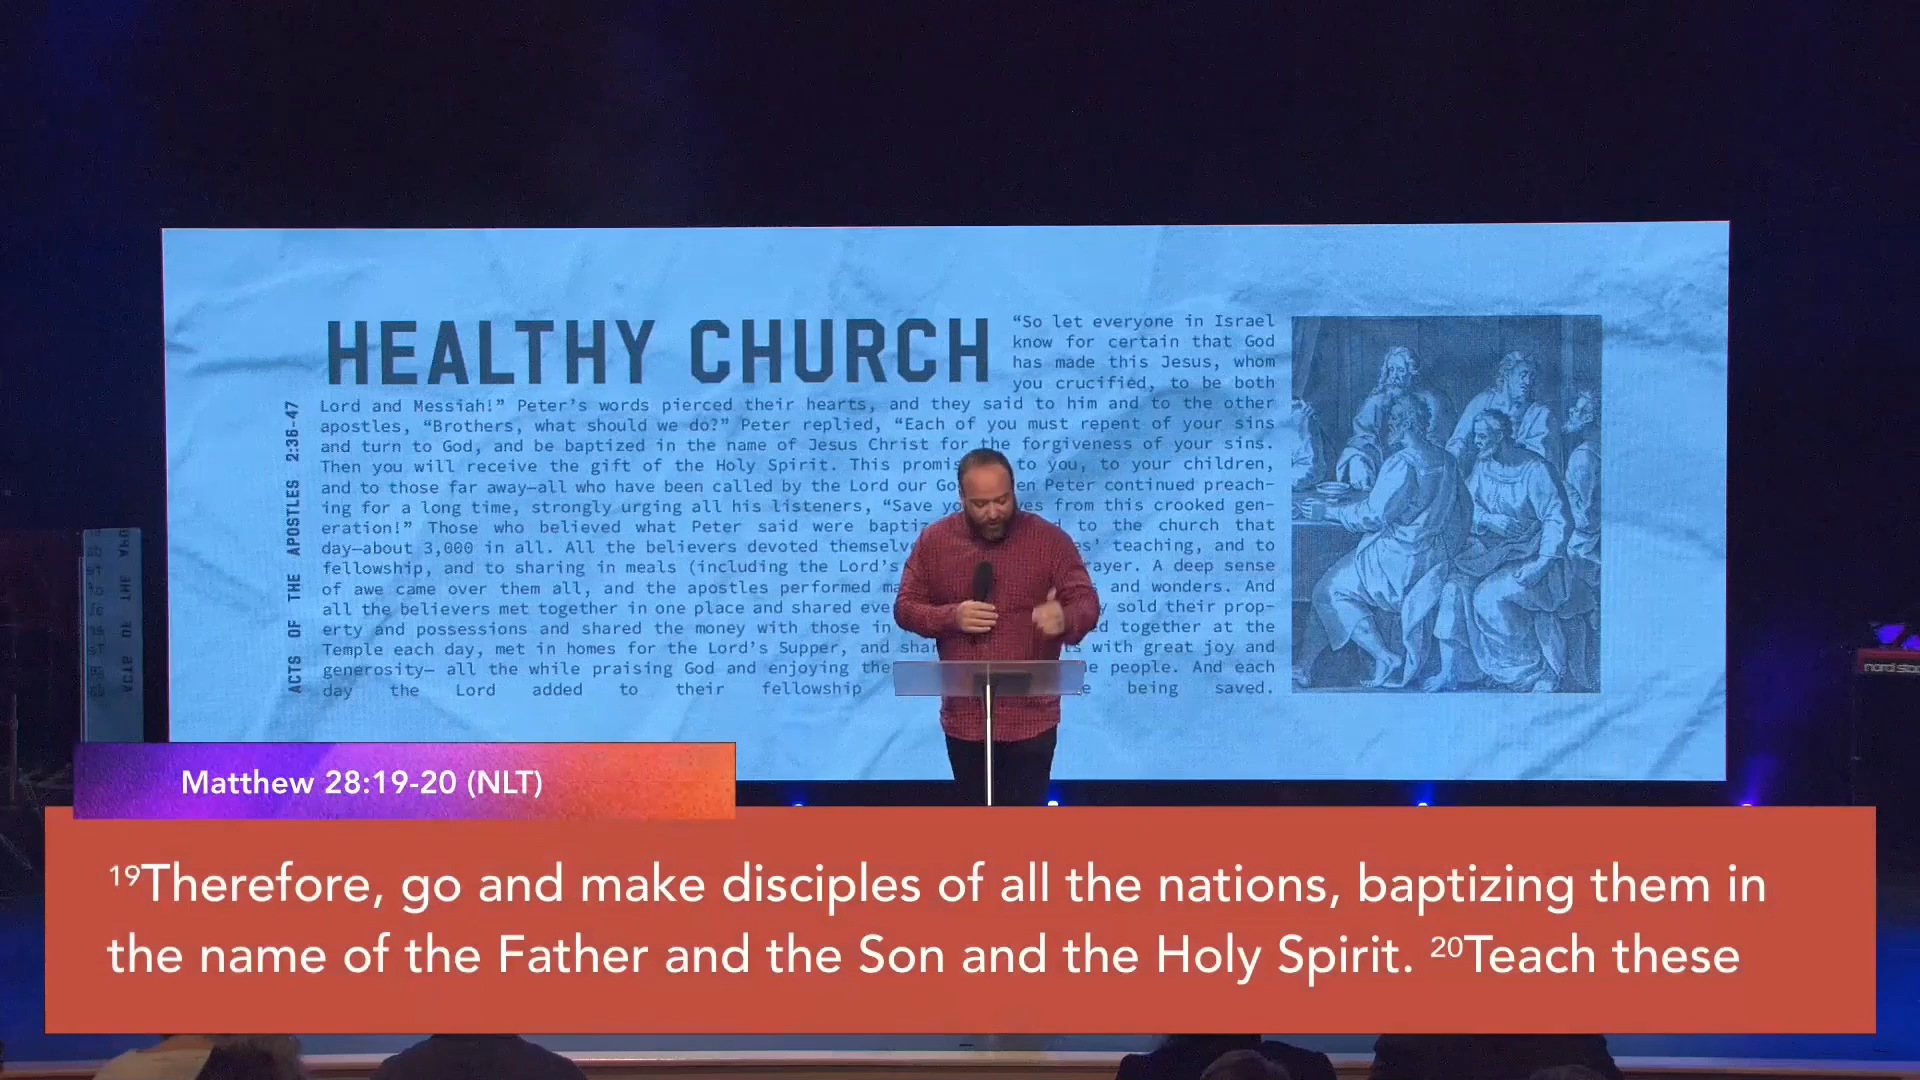 HEALTHY CHURCH
“So let everyone in Israel
know for certain that God
has made this Jesus, whom
you crucified, to be both
Lord and Messiah!” Peter’s words pierced their hearts, and they said to him and to the other
apostles, “Brothers, what should we do?” Peter replied, “Each of you must repent of your sins
and turn to God, and be baptized in the name of Jesus Christ for the forgiveness of your sins.
Then you will receive the gift of the Holy Spirit. This promis to you, to your children,
and to those far away—all who have been called by the Lord our Go en Peter continued preach-
ing for a long time, strongly urging all his listeners, “Save yo ves from this crooked gen-
eration!” Those who believed what Peter said were baptiz d to the church that
day—about 3,000 in all. All the believers devoted themselv es’ teaching, and to
fellowship, and to sharing in meals (including the Lord’s rayer. A deep sense
of awe came over them all, and the apostles performed ma and wonders. And
all the believers met together in one place and shared eve y sold their prop-
erty and possessions and shared the money with those in ed together at the
Temple each day, met in homes for the Lord’s Supper, and shar ls with great joy and
generosity— all the while praising God and enjoying the e people. And each
day the Lord added to their fellowship e being saved.
ACTS OF THE APOSTLES 2:36-47
Matthew 28:19-20 (NLT)
¹⁹Therefore, go and make disciples of all the nations, baptizing them in
the name of the Father and the Son and the Holy Spirit. ²⁰Teach these